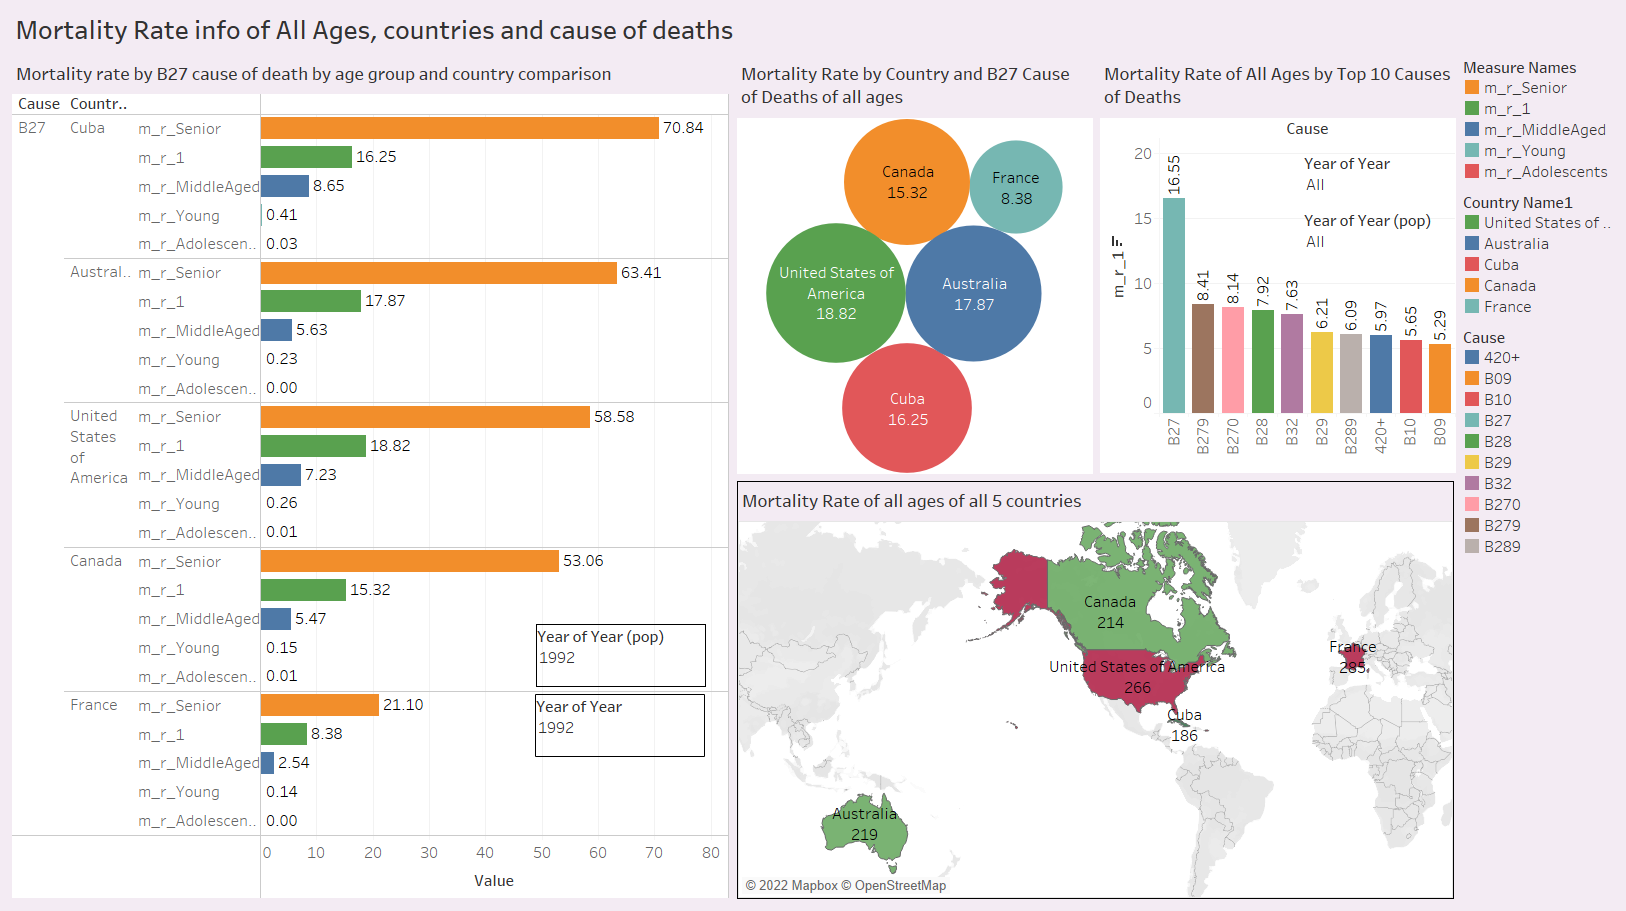 Mortality Rate info of All Ages, countries and cause of deaths
Mortality rate by B27 cause of death by age group and country comparison
Cause Countr..
B27 Cuba m_r_Senior 70.84
m_r_1 16.25
m_r_MiddleAged 8.65
m_r_Young 0.41
m_r_Adolescen.. 0.03
Austral.. m_r_Senior 63.41
m_r_1 17.87
m_r_MiddleAged 5.63
m_r_Young 0.23
m_r_Adolescen.. 0.00
United m_r_Senior 58.58
States m_r_1 18.82
of
America m_r_MiddleAged 7.23
m_r_Young 0.26
m_r_Adolescen.. 0.01
Canada m_r_Senior 53.06
m_r_1 15.32
m_r_MiddleAged 5.47
m_r_Young 0.15
m_r_Adolescen.. 0.01
France m_r_Senior 21.10
m_r_1 8.38
m_r_MiddleAged 2.54
m_r_Young 0.14
m_r_Adolescen.. 0.00
0 10 20 30 40 50 60 70 80
Value
Year of Year (pop)
1992
Year of Year
1992
Mortality Rate by Country and B27 Cause
of Deaths of all ages
Canada
15.32
France
8.38
United States of
America
18.82
Australia
17.87
Cuba
16.25
Mortality Rate of All Ages by Top 10 Causes
of Deaths
Cause
Year of Year
All
Year of Year (pop)
All
m_r_1
20
15
10
5
0
16.55
8.41
8.14
7.92
7.63
6.21
6.09
5.97
5.65
5.29
B27
B279
B270
B28
B32
B29
B289
420+
B10
B09
Mortality Rate of all ages of all 5 countries
Canada
214
United States of America
266
Cuba
186
France
285
Australia
219
© 2022 Mapbox © OpenStreetMap
Measure Names
m_r_Senior
m_r_1
m_r_MiddleAged
m_r_Young
m_r_Adolescents
Country Name1
United States of ..
Australia
Cuba
Canada
France
Cause
420+
B09
B10
B27
B28
B29
B32
B270
B279
B289